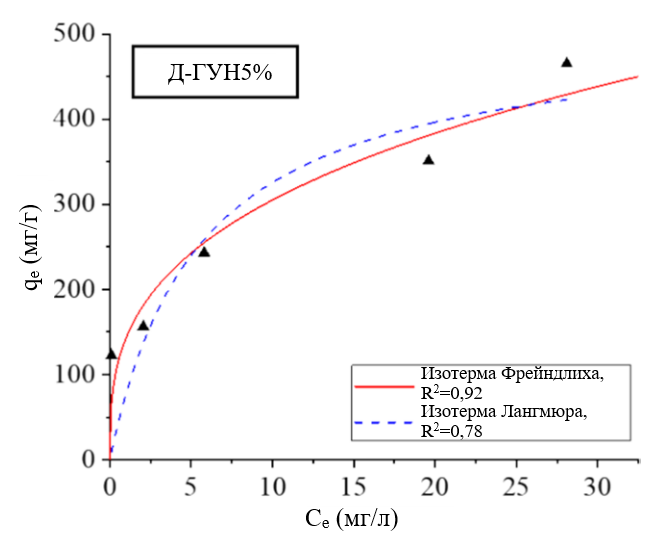 500
Д-ГУН5%
400
300
qe (мг/г)
200
100
Изотерма Фрейндлиха,
R²=0,92
Изотерма Лангмюра,
R²=0,78
0
0 5 10 15 20 25 30
Ce (мг/л)